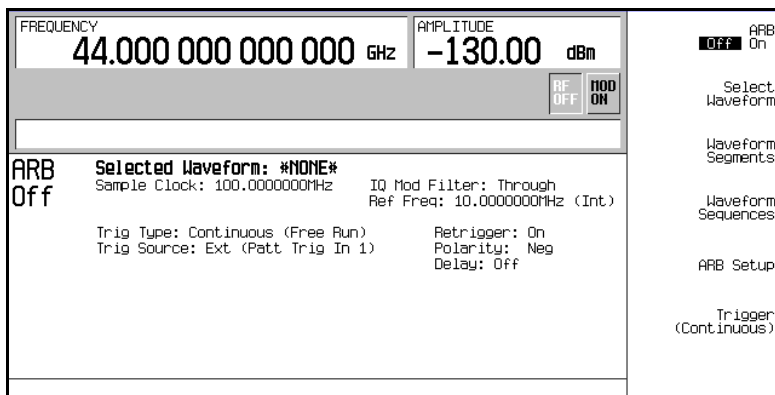 FREQUENCY
44.000 000 000 000 GHz
AMPLITUDE
-130.00 dBm
RF OFF
MOD ON
ARB Off
Selected Waveform: *NONE*
Sample Clock: 100.0000000MHz
IQ Mod Filter: Through
Ref Freq: 10.0000000MHz (Int)
Trig Type: Continuous (Free Run)
Retrigger: On
Trig Source: Ext (Patt Trig In 1)
Polarity: Neg
Delay: Off
ARB
Off On
Select
Waveform
Waveform
Segments
Waveform
Sequences
ARB Setup
Trigger
(Continuous)